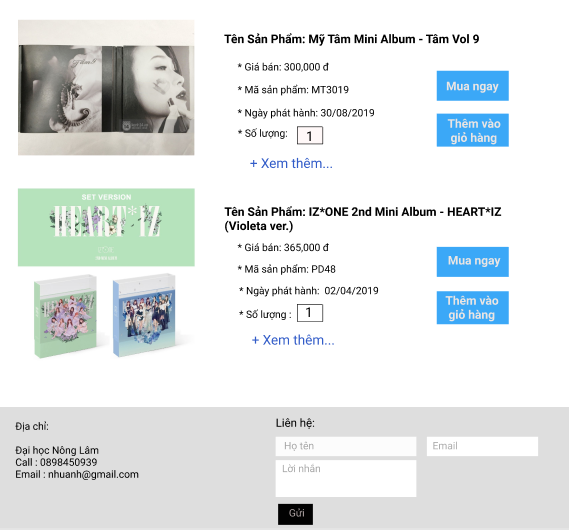 Tên Sản Phẩm: Mỹ Tâm Mini Album - Tâm Vol 9
* Giá bán: 300,000 đ
* Mã sản phẩm: MT3019
* Ngày phát hành: 30/08/2019
* Số lượng: 1
+ Xem thêm...
Mua ngay
Thêm vào
giỏ hàng
SET VERSION
HEART*IZ
Tên Sản Phẩm: IZ*ONE 2nd Mini Album - HEART*IZ
(Violeta ver.)
* Giá bán: 365,000 đ
* Mã sản phẩm: PD48
* Ngày phát hành: 02/04/2019
* Số lượng : 1
+ Xem thêm...
Mua ngay
Thêm vào
giỏ hàng
Địa chỉ:
Đại học Nông Lâm
Call : 0898450939
Email : nhuanh@gmail.com
Liên hệ:
Họ tên
Email
Lời nhắn
Gửi